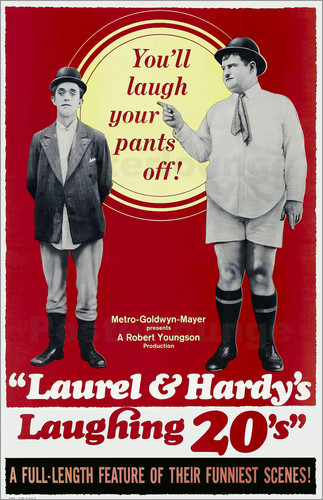 You'll
laugh
your
pants
off!
Metro-Goldwyn-Mayer
presents
A Robert Youngson
Production
"Laurel & Hardy's
Laughing 20's"
A FULL-LENGTH FEATURE OF THEIR FUNNIEST SCENES!